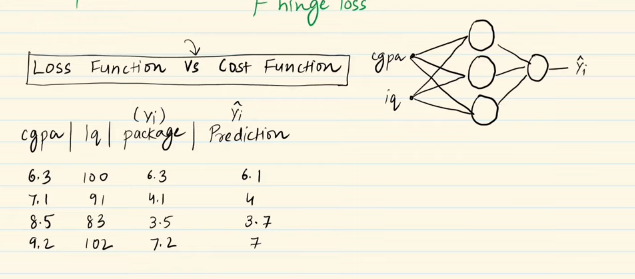 hinge loss
Loss Function Vs Cost Function
cgpa
iq
ŷi
(yi) ŷi
cgpa | iq | package | Prediction
6.3 100 6.3 6.1
7.1 91 4.1 4
8.5 83 3.5 3.7
9.2 102 7.2 7